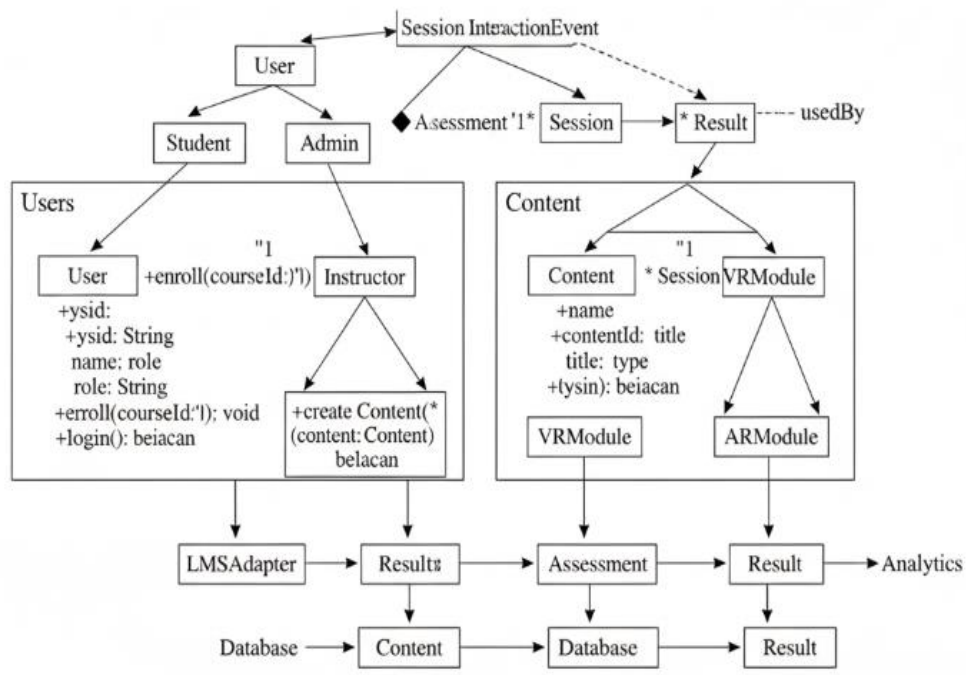 Session InteractionEvent
User
Assessment "1*
Session
* Result
usedBy
Student
Admin
Users
Content
"1
+enroll(courseId:)'l)
User
Instructor
"1
Content
* Session
VRModule
+ysid:
+ysid: String
name: role
role: String
+erroll(courseId:'l): void
+login(): beiacan
+create Content(*
(content: Content)
belacan
+name
+contentId: title
title: type
+(ysin): beiacan
VRModule
ARModule
LMSAdapter
Results
Assessment
Result
Analytics
Database
Content
Database
Result